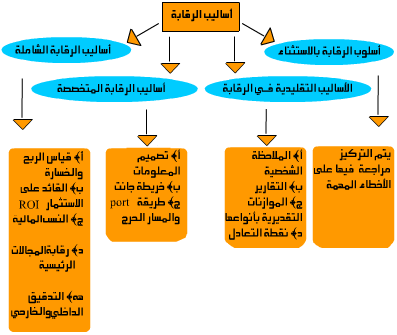 أساليب الرقابة
أسلوب الرقابة بالاستثناء
أساليب الرقابة الشاملة
الأساليب التقليدية في الرقابة
أساليب الرقابة المتخصصة
يتم التركيز
مراجعة فيها على
الأخطاء المهمة
أ) الملاحظة
الشخصية
ب) التقارير
ج) الموازنات
التقديرية بأنواعها
د) نقطة التعادل
أ) تصميم
المعلومات
ب) خريطة جانت
ج) طريقة port
والمسار الحرج
أ) قياس الربح
والخسارة
ب) القائد على
الاستثمار ROI
ج) النسب المالية
د) رقابة المجالات
الرئيسية
هـ) التدقيق
الداخلي والخارجي